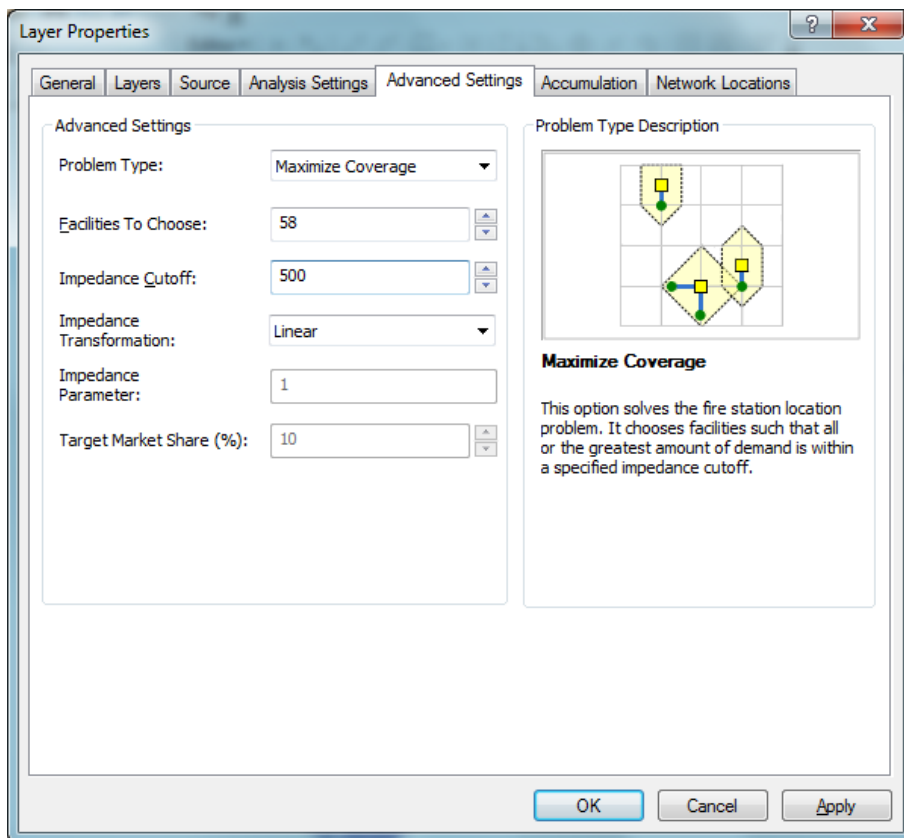 Layer Properties
General Layers Source Analysis Settings Advanced Settings Accumulation Network Locations
Advanced Settings
Problem Type: Maximize Coverage
Facilities To Choose: 58
Impedance Cutoff: 500
Impedance
Transformation: Linear
Impedance
Parameter: 1
Target Market Share (%): 10
Problem Type Description
Maximize Coverage
This option solves the fire station location
problem. It chooses facilities such that all
or the greatest amount of demand is within
a specified impedance cutoff.
OK Cancel Apply